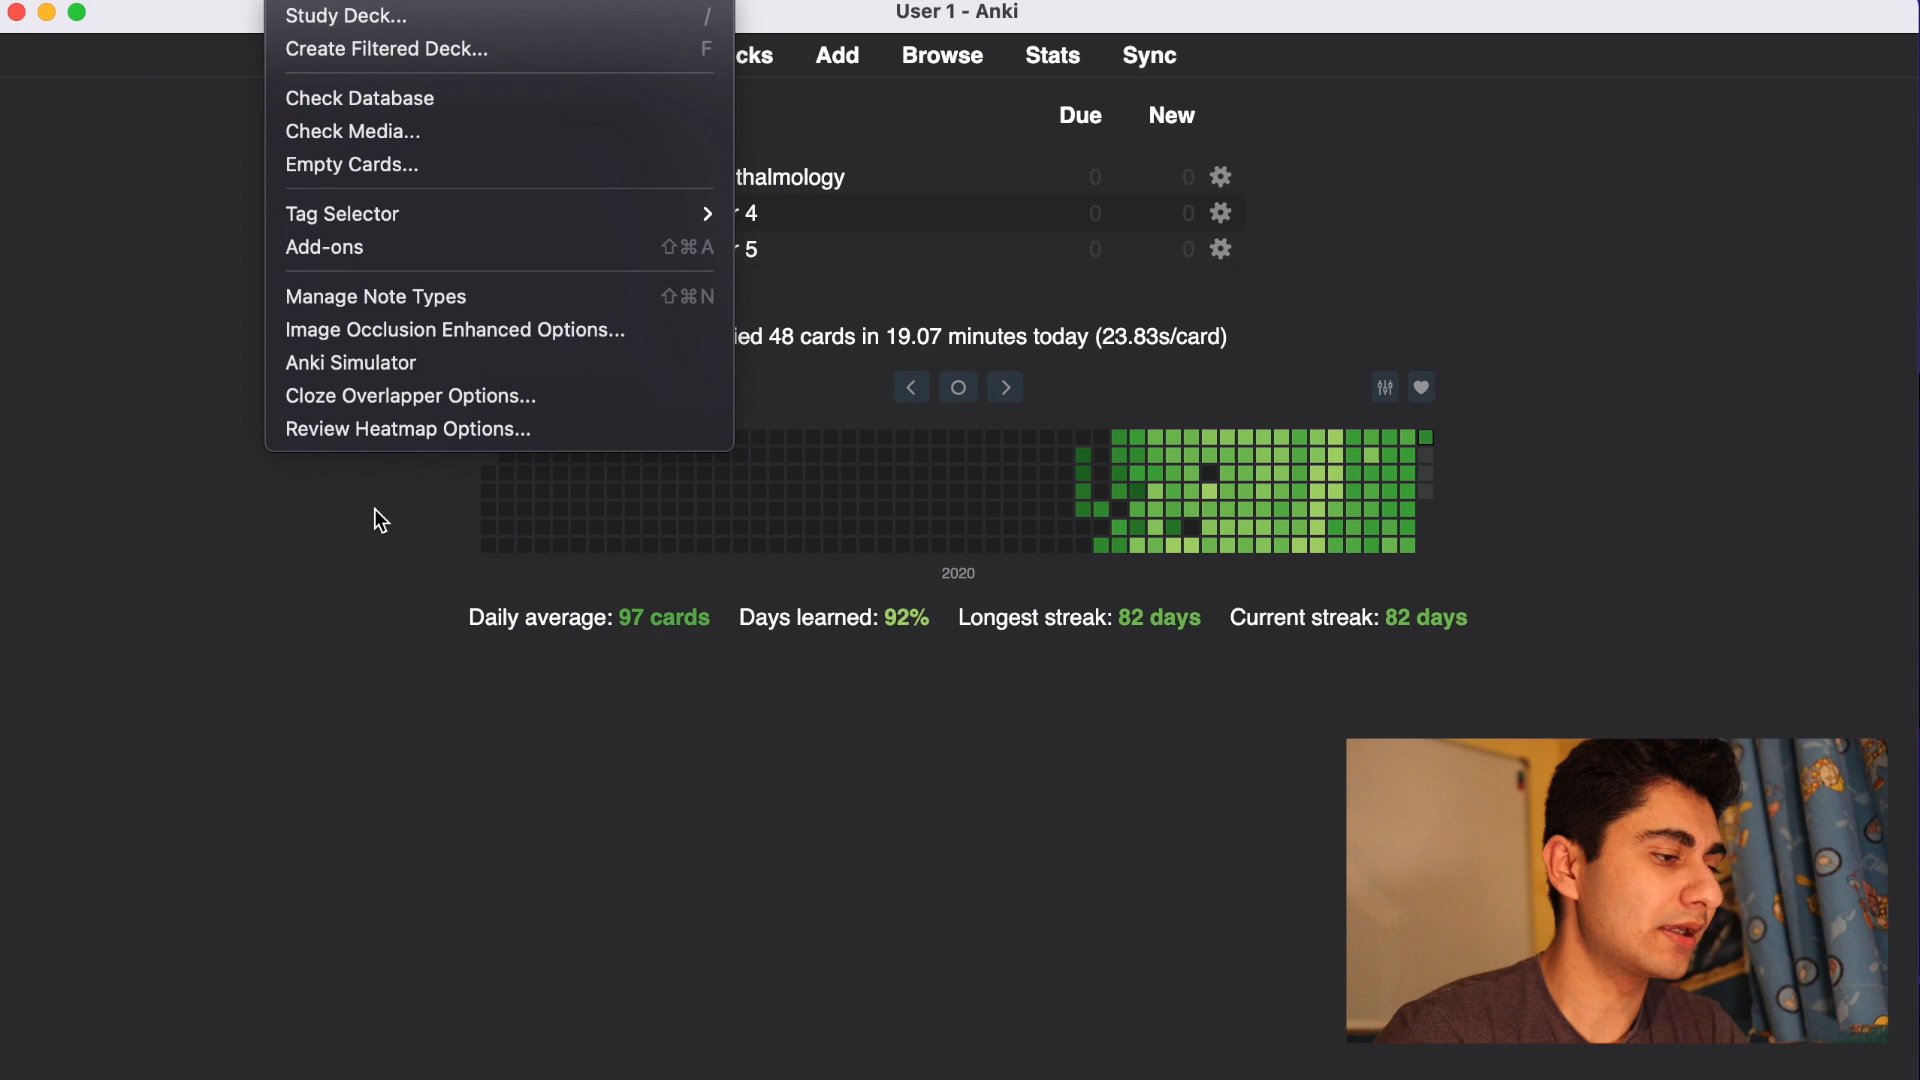 User 1 - Anki
Study Deck... /
Create Filtered Deck... F
Check Database
Check Media...
Empty Cards...
Tag Selector
Add-ons ⇧⌘A
Manage Note Types ⇧⌘N
Image Occlusion Enhanced Options...
Anki Simulator
Cloze Overlapper Options...
Review Heatmap Options...
cks Add Browse Stats Sync
Due New
thalmology 0 0
r 4 0 0
r 5 0 0
ied 48 cards in 19.07 minutes today (23.83s/card)
2020
Daily average: 97 cards Days learned: 92% Longest streak: 82 days Current streak: 82 days